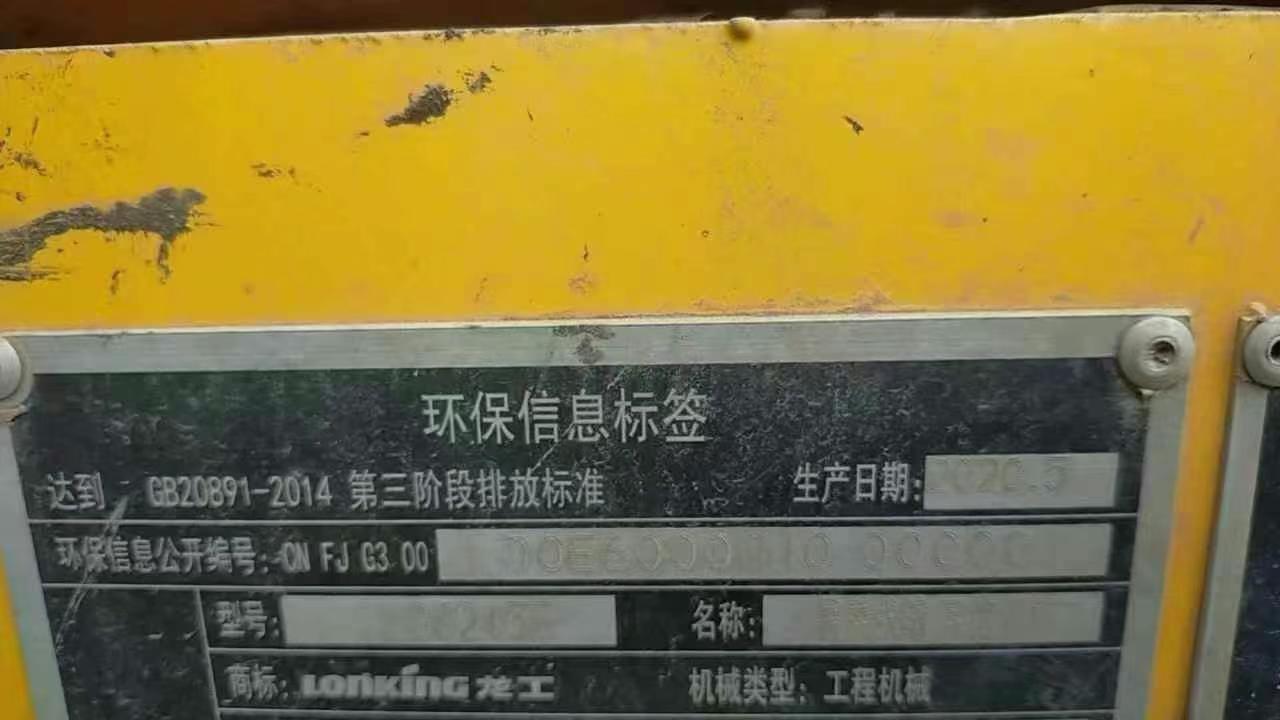 环保信息标签
达到 GB20891-2014 第三阶段排放标准 生产日期: 2020.5
环保信息公开编号: CN FJ G3 00
型号: 名称:
商标: LONKING 龙工 机械类型: 工程机械